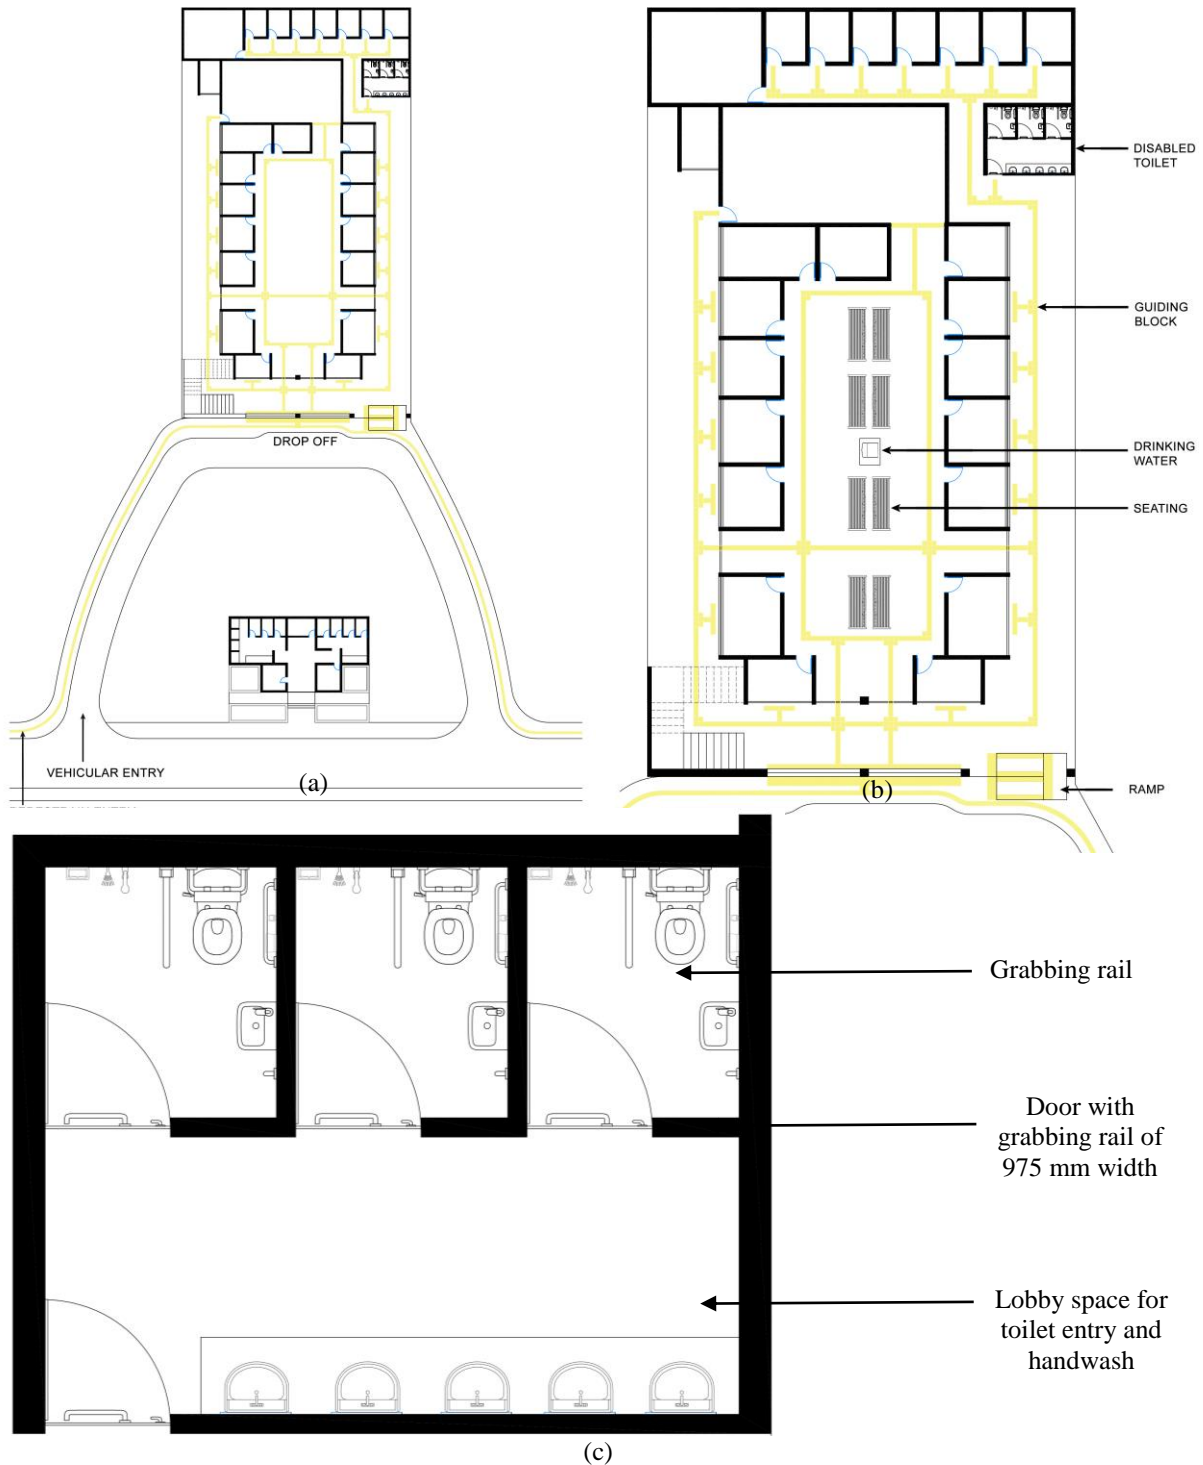 DISABLED
TOILET
GUIDING
BLOCK
DROP OFF
DRINKING
WATER
SEATING
VEHICULAR ENTRY
(a)
(b)
RAMP
Grabbing rail
Door with
grabbing rail of
975 mm width
Lobby space for
toilet entry and
handwash
(c)